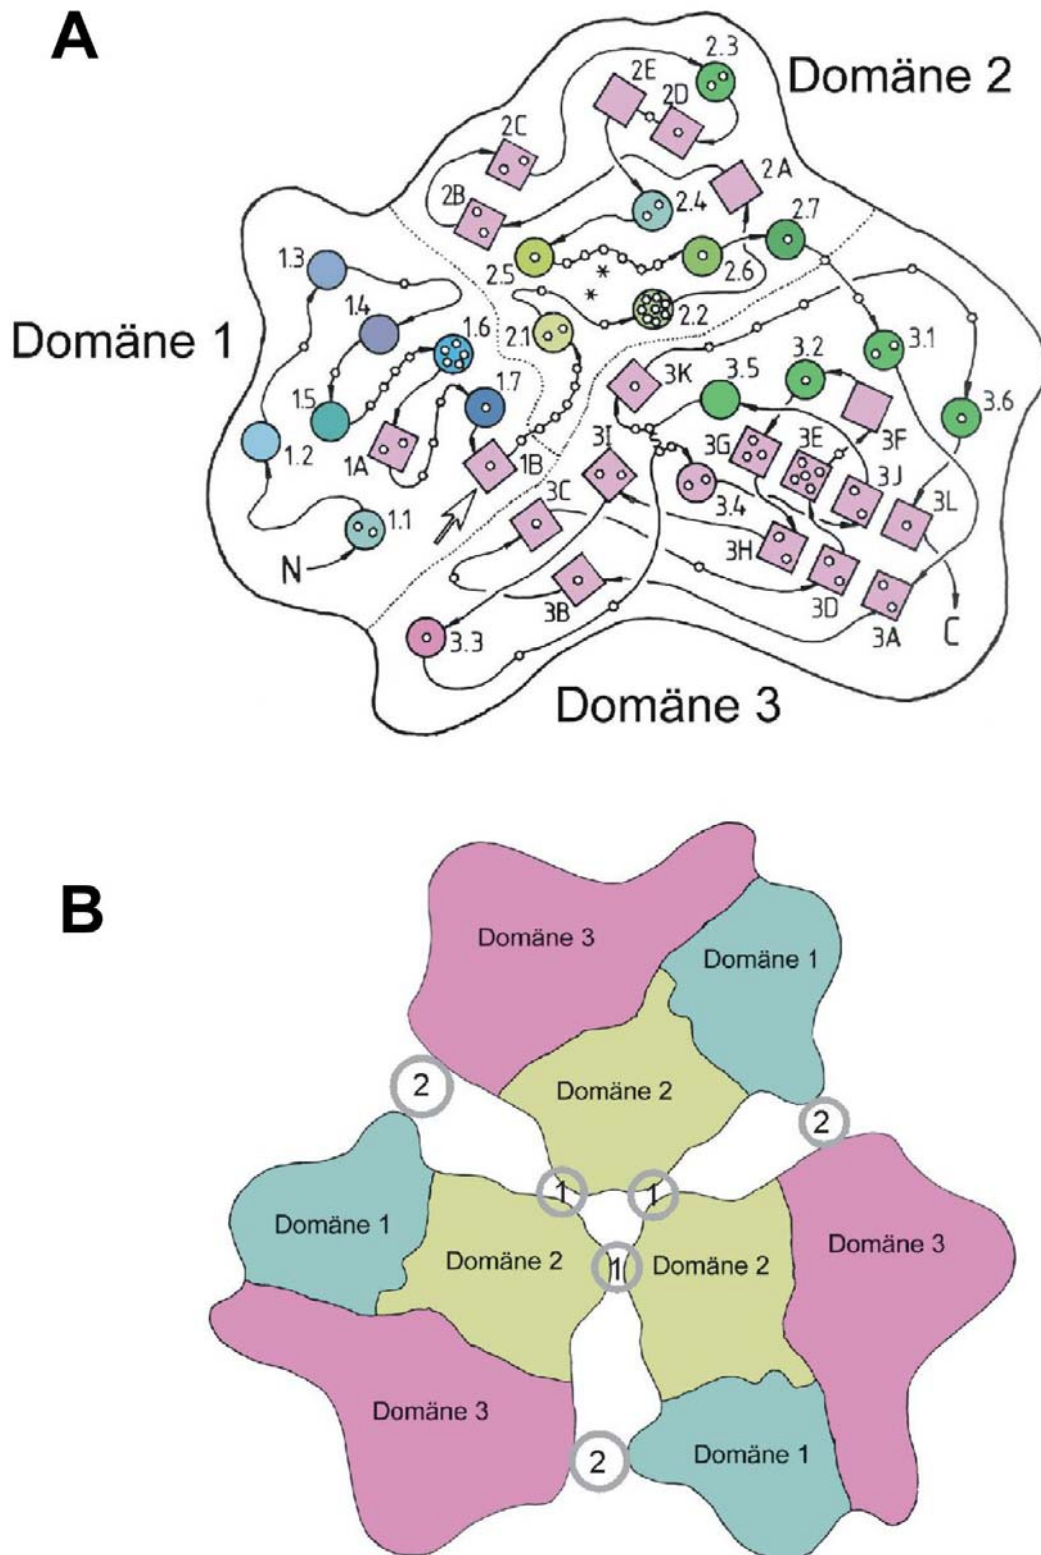 A
Domäne 2
2.3
2E
2D
2C
2A
2B
2.4
2.7
2.5
2.6
1.3
1.4
2.2
Domäne 1
1.6
2.1
3.1
3.2
3.5
3K
1.7
3.6
1.5
3F
3I
3G
3E
1.2
1A
1B
3J
3L
3C
3.4
1.1
3H
N
3B
3D
3A
C
3.3
Domäne 3
B
Domäne 3
Domäne 1
2
Domäne 2
2
1
1
Domäne 1
Domäne 2
1
Domäne 2
Domäne 3
Domäne 3
2
Domäne 1